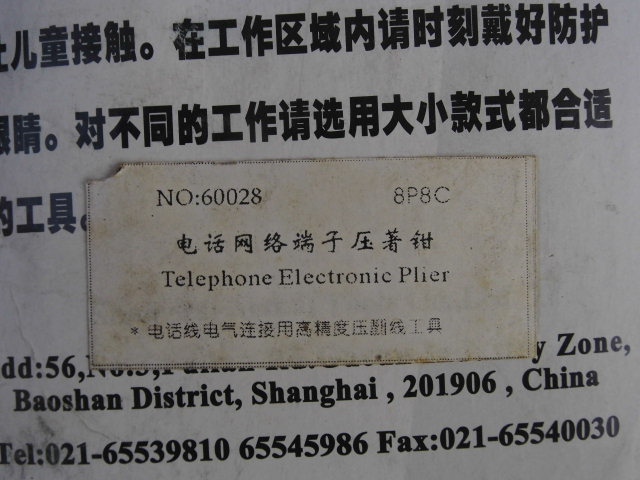 儿童接触。在工作区域内请时刻戴好防护
眼睛。对不同的工作请选用大小款式都合适
的工具。
NO:60028 8P8C
电话网络端子压著钳
Telephone Electronic Plier
* 电话线电气连接用高精度压副线工具
dd:56, Zone,
Baoshan District, Shanghai , 201906 , China
Tel:021-65539810 65545986 Fax:021-65540030